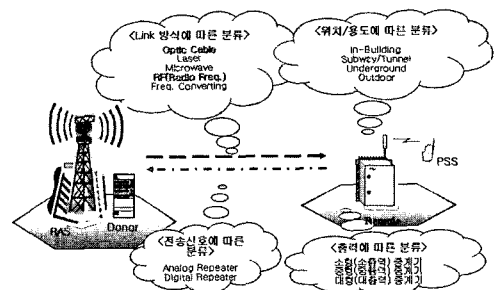 <Link 방식에 따른 분류>
Optic Cable
Laser
Microwave
RF(Radio Freq.)
Freq. Converting
<위치/용도에 따른 분류>
In-Building
Subway/Tunnel
Underground
Outdoor
PSS
RAS
Donor
Remote
<전송신호에 따른
분류>
Analog Repeater
Digital Repeater
<출력에 따른 분류>
소형(소출력) 중계기
중형(중출력) 중계기
대형(대출력) 중계기